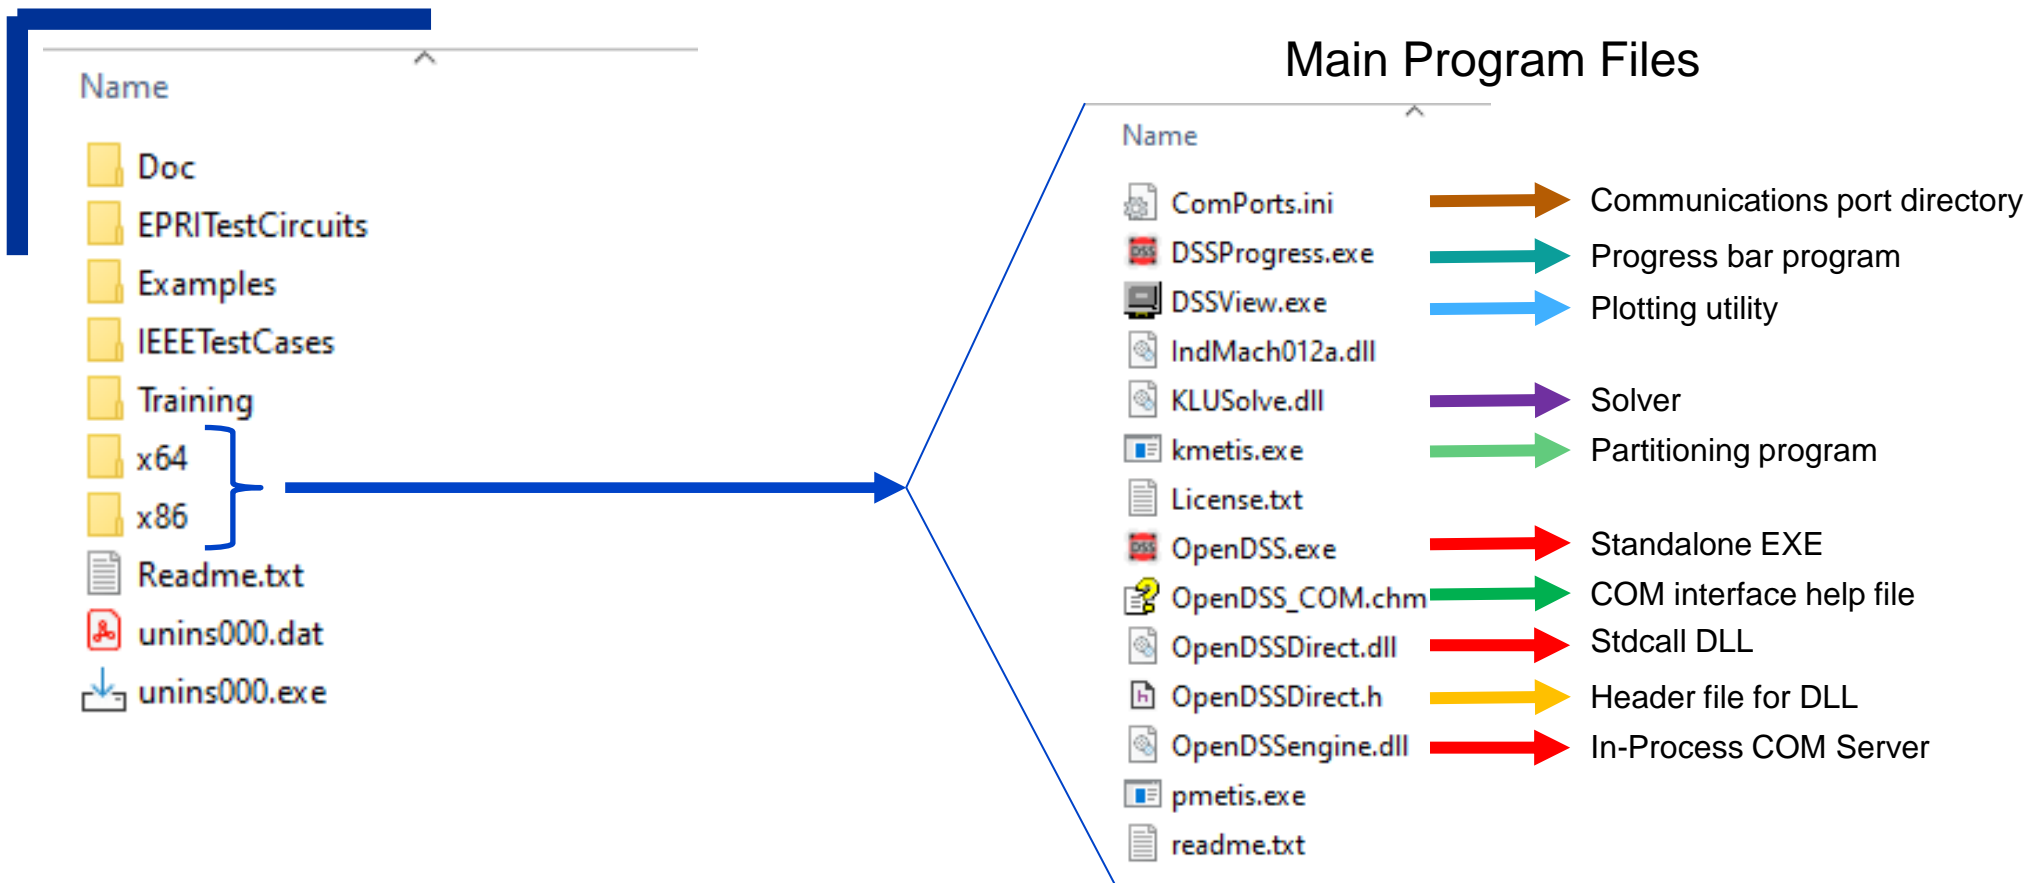 Name
Doc
EPRITestCircuits
Examples
IEEETestCases
Training
x64
x86
Readme.txt
unins000.dat
unins000.exe
Main Program Files
Name
ComPorts.ini Communications port directory
DSSProgress.exe Progress bar program
DSSView.exe Plotting utility
IndMach012a.dll
KLUSolve.dll Solver
kmetis.exe Partitioning program
License.txt
OpenDSS.exe Standalone EXE
OpenDSS_COM.chm COM interface help file
OpenDSSDirect.dll Stdcall DLL
OpenDSSDirect.h Header file for DLL
OpenDSSengine.dll In-Process COM Server
pmetis.exe
readme.txt